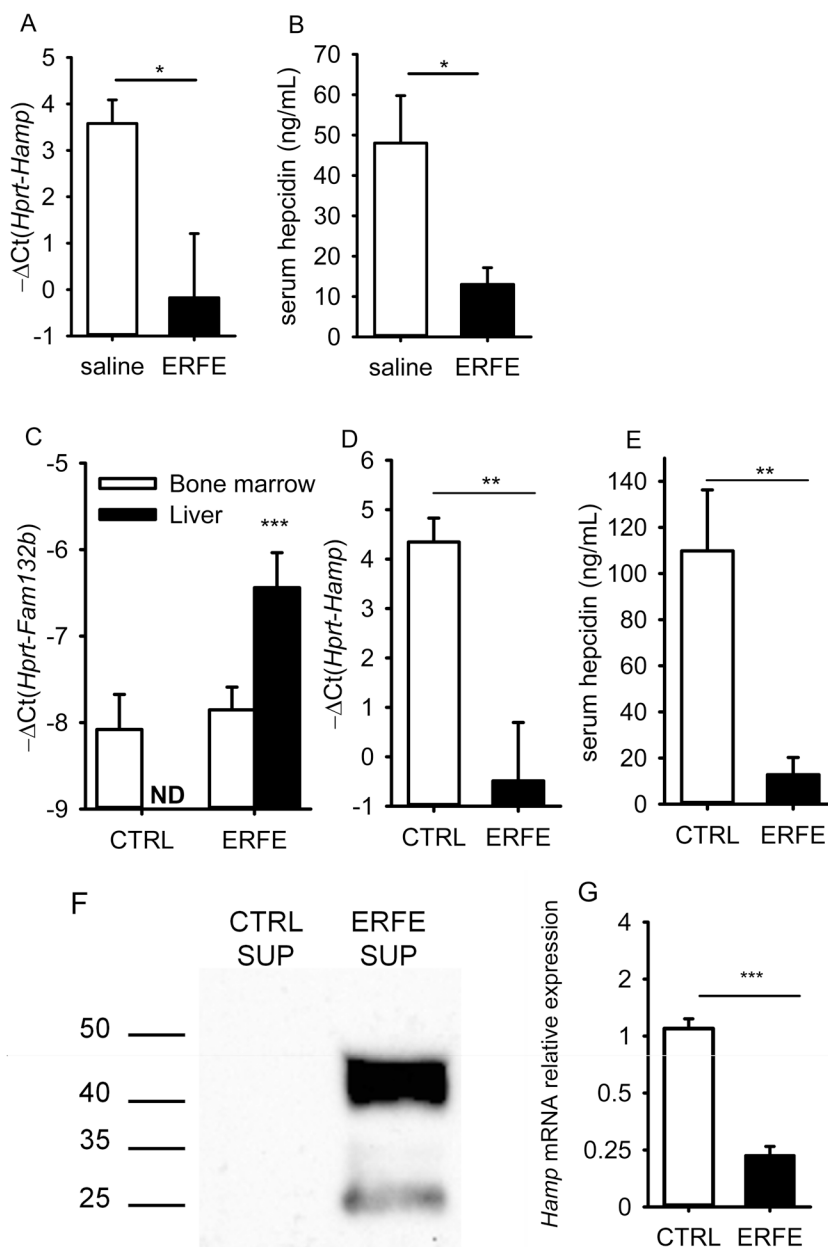 A
B
5
4
3
2
1
0
-1
−ΔCt(Hprt-Hamp)
*
saline ERFE
70
60
50
40
30
20
10
0
serum hepcidin (ng/mL)
*
saline ERFE
C
-5
-6
-7
-8
-9
−ΔCt(Hprt-Fam132b)
Bone marrow
Liver
***
ND
CTRL ERFE
D
6
5
4
3
2
1
0
-1
−ΔCt(Hprt-Hamp)
**
CTRL ERFE
E
140
120
100
80
60
40
20
0
serum hepcidin (ng/mL)
**
CTRL ERFE
F
CTRL ERFE
SUP SUP
50
40
35
25
G
4
2
1
0.5
0.25
0
Hamp mRNA relative expression
***
CTRL ERFE